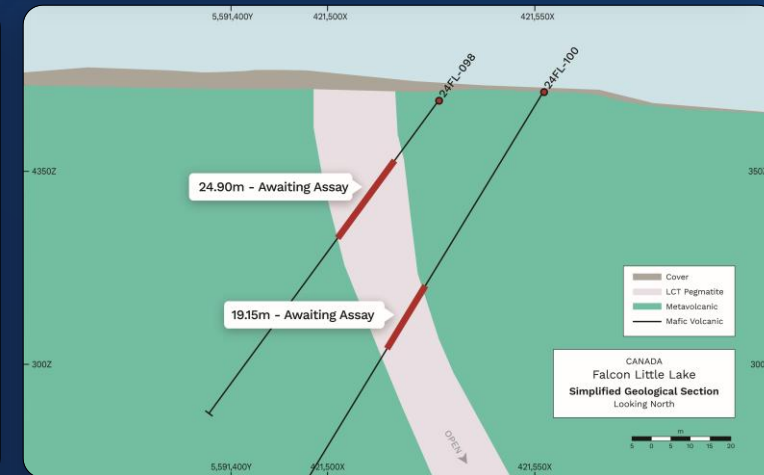 5,591,400Y
421,500X
421,550X
24FL-098
24FL-100
4350Z
350Z
24.90m - Awaiting Assay
19.15m - Awaiting Assay
300Z
300
Cover
LCT Pegmatite
Metavolcanic
Mafic Volcanic
CANADA
Falcon Little Lake
Simplified Geological Section
Looking North
m
5 0 5 10 15 20
OPEN
5,591,400Y
421,500X
421,550X